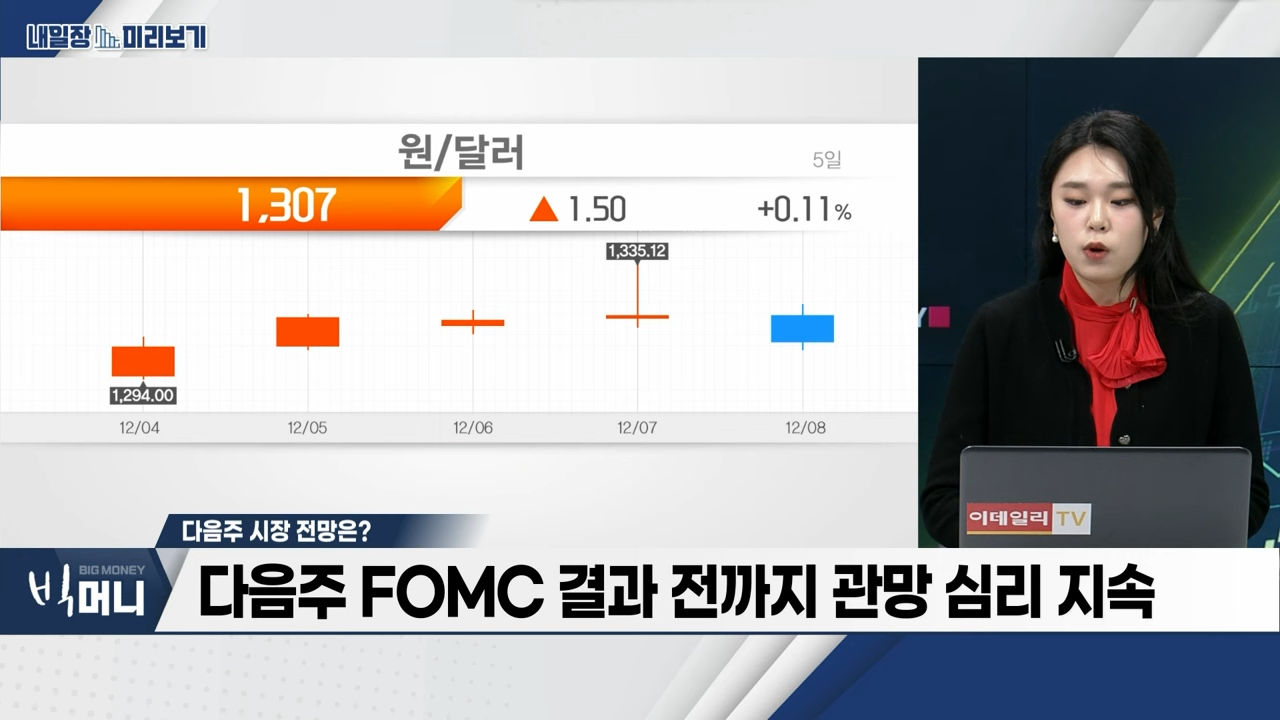 내일장 미리보기
원/달러
5일
1,307 ▲ 1.50 +0.11%
1,335.12
1,294.00
12/04 12/05 12/06 12/07 12/08
Y
이데일리 TV
다음주 시장 전망은?
BIG MONEY
빅머니
다음주 FOMC 결과 전까지 관망 심리 지속